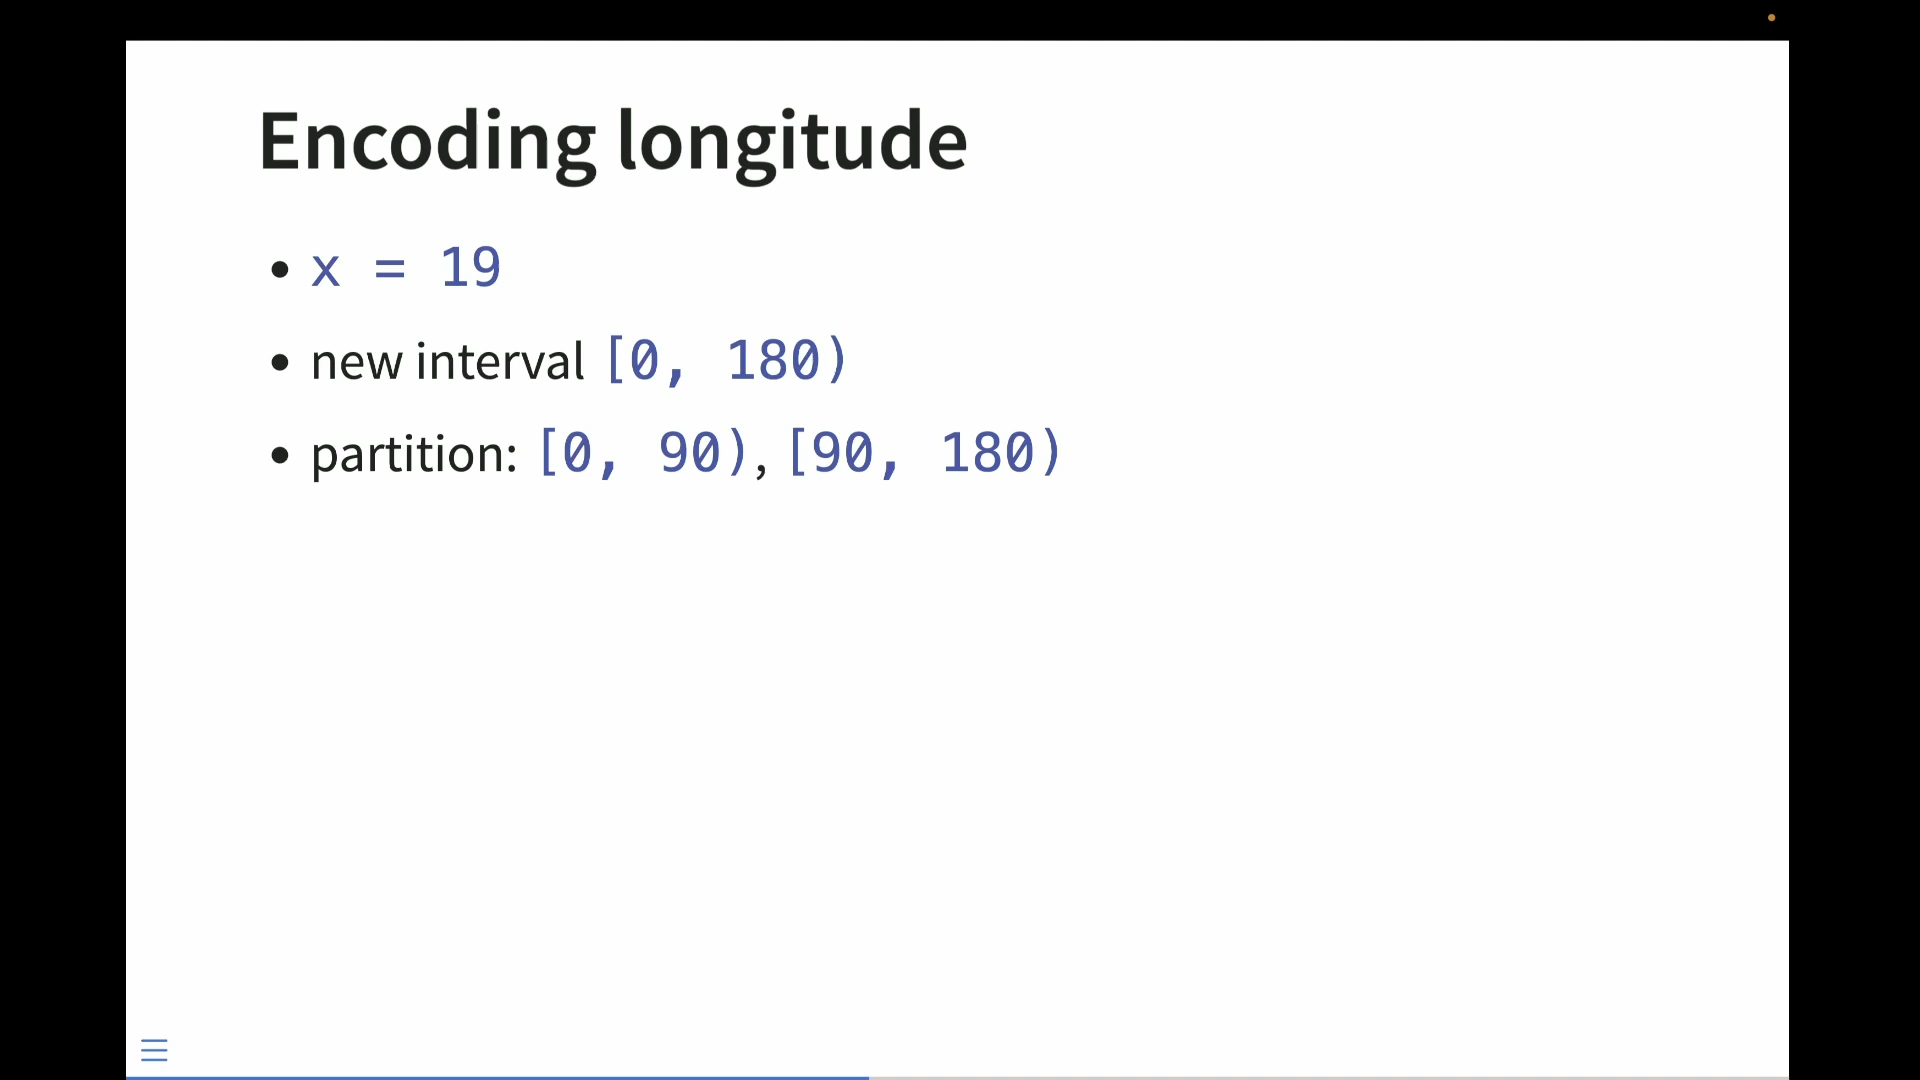 Encoding longitude
• x = 19
• new interval [0, 180)
• partition: [0, 90), [90, 180)